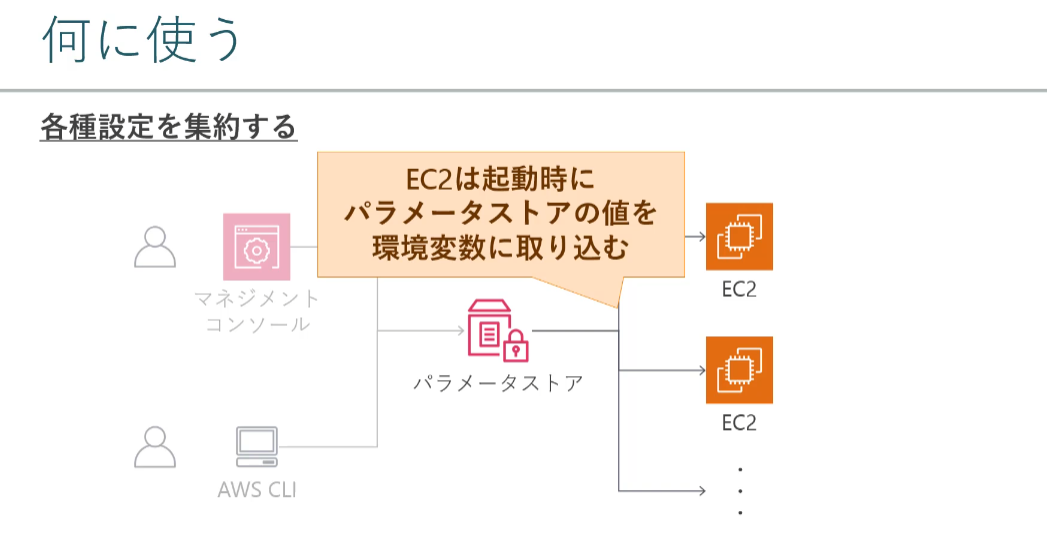 何に使う
各種設定を集約する
EC2は起動時に
パラメータストアの値を
環境変数に取り込む
マネジメント
コンソール
EC2
パラメータストア
EC2
AWS CLI